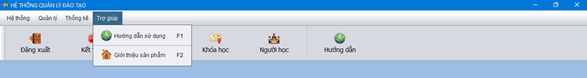 HỆ THỐNG QUẢN LÝ ĐÀO TẠO
Hệ thống Quản lý Thống kê Trợ giúp
Hướng dẫn sử dụng F1
Giới thiệu sản phẩm F2
Đăng xuất Kết Khóa học Người học Hướng dẫn